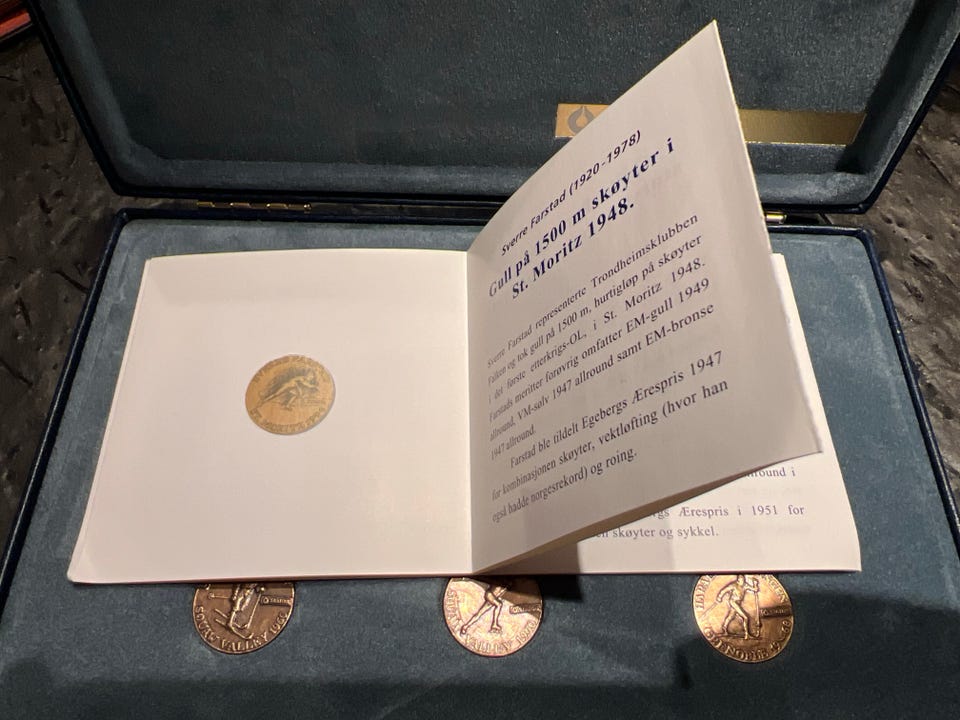 Sverre Farstad (1920-1978)
Gull på 1500 m skøyter i
St. Moritz 1948.
Sverre Farstad representerte Trondheimsklubben
Falken og tok gull på 1500 m, hurtigløp på skøyter
i det første etterkrigs-OL, i St. Moritz 1948.
Farstads meritter forøvrig omfatter EM-gull 1949
allround, VM-sølv 1947 allround samt EM-bronse
1947 allround.
Farstad ble tildelt Egebergs Ærespris 1947
for kombinasjonen skøyter, vektløfting (hvor han
også hadde norgesrekord) og roing.
i
Ærespris i 1951 for
skøyter og sykkel.
SQUAW VALLEY
VALLEY